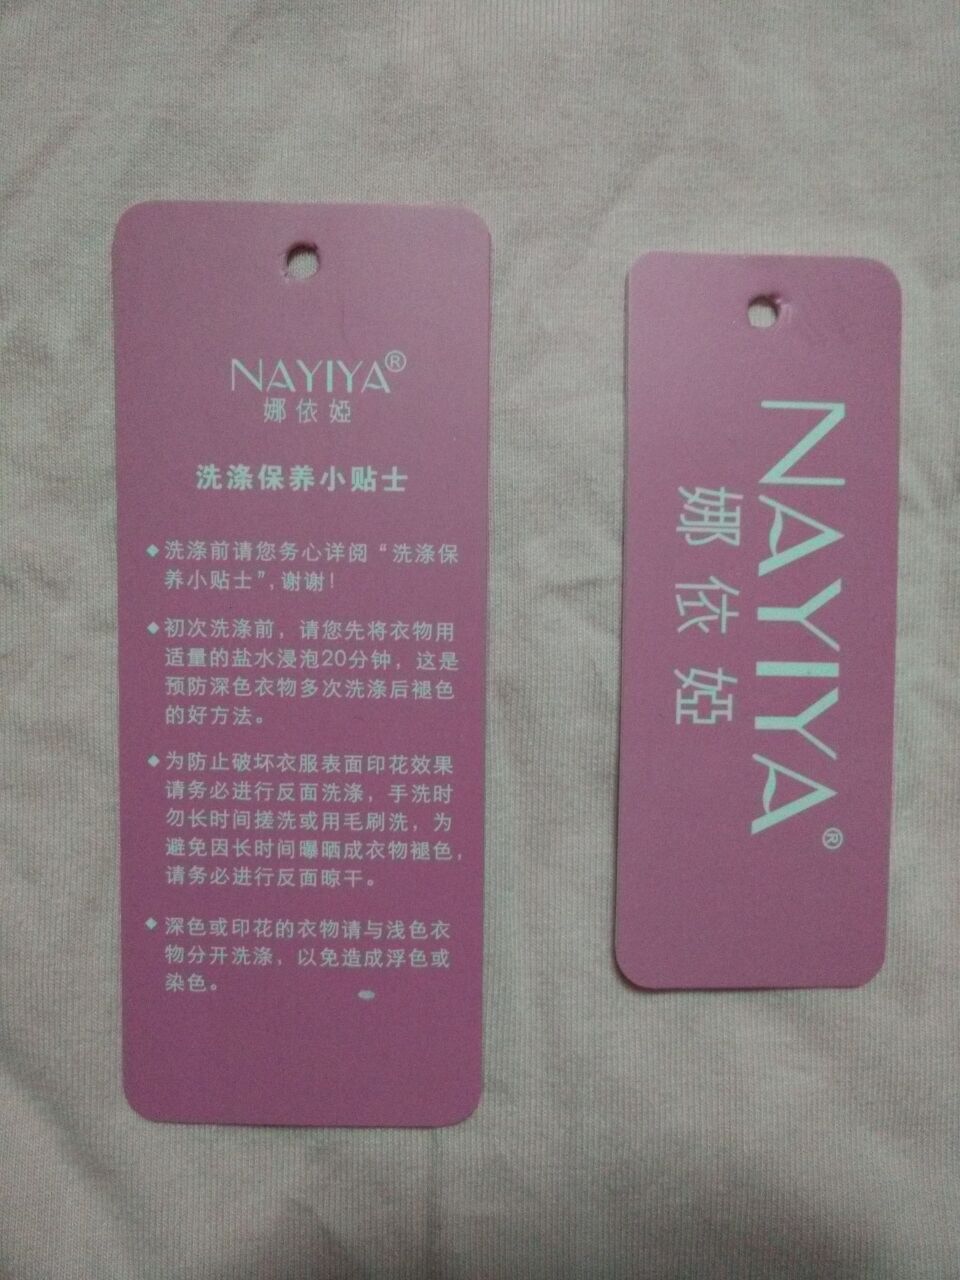 NAYIYA®
娜依婭
洗涤保养小贴士
◆洗涤前请您务心详阅“洗涤保
养小贴士”,谢谢!
◆初次洗涤前，请您先将衣物用
适量的盐水浸泡20分钟，这是
预防深色衣物多次洗涤后褪色
的好方法。
◆为防止破坏衣服表面印花效果
请务必进行反面洗涤，手洗时
勿长时间搓洗或用毛刷洗，为
避免因长时间曝晒成衣物褪色，
请务必进行反面晾干。
◆深色或印花的衣物请与浅色衣
物分开洗涤，以免造成浮色或
染色。
NAYIYA®
娜依婭